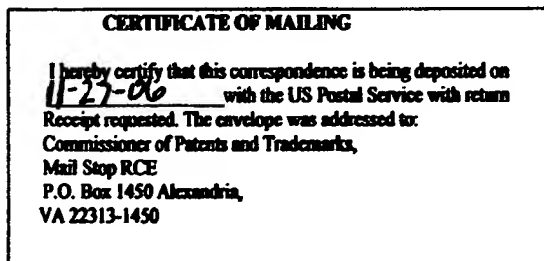 CERTIFICATE OF MAILING
I hereby certify that this correspondence is being deposited on
11-27-06 with the US Postal Service with return
Receipt requested. The envelope was addressed to:
Commissioner of Patents and Trademarks,
Mail Stop RCE
P.O. Box 1450 Alexandria,
VA 22313-1450